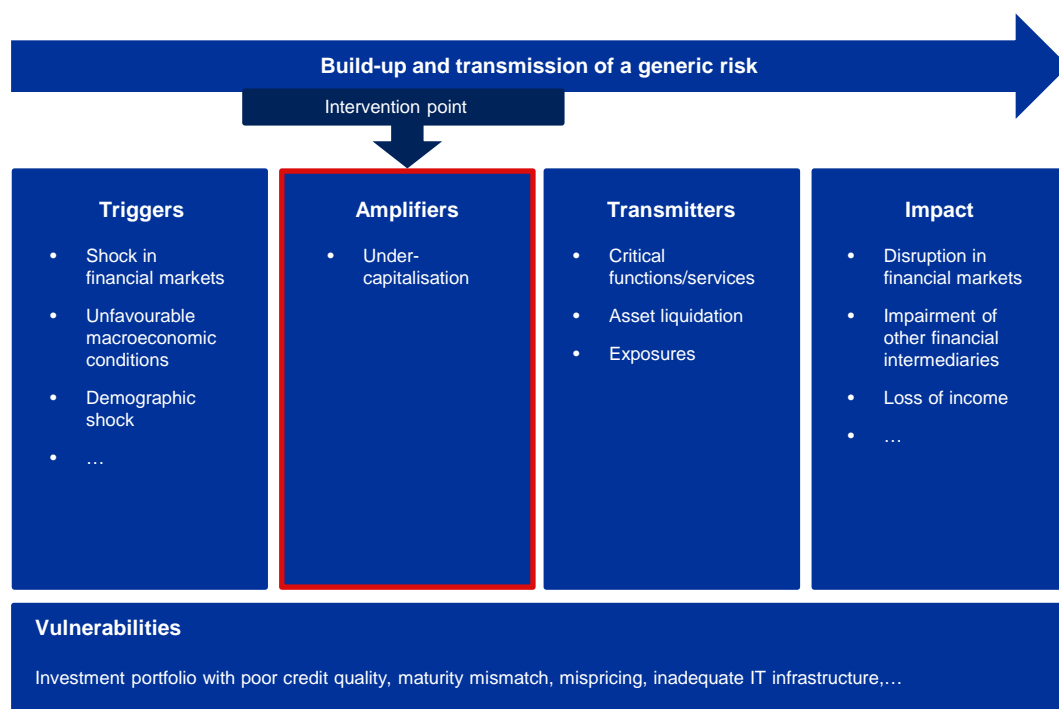 Build-up and transmission of a generic risk
Intervention point
Triggers
• Shock in
financial markets
• Unfavourable
macroeconomic
conditions
• Demographic
shock
• …
Amplifiers
• Under-
capitalisation
Transmitters
• Critical
functions/services
• Asset liquidation
• Exposures
Impact
• Disruption in
financial markets
• Impairment of
other financial
intermediaries
• Loss of income
• …
Vulnerabilities
Investment portfolio with poor credit quality, maturity mismatch, mispricing, inadequate IT infrastructure,…